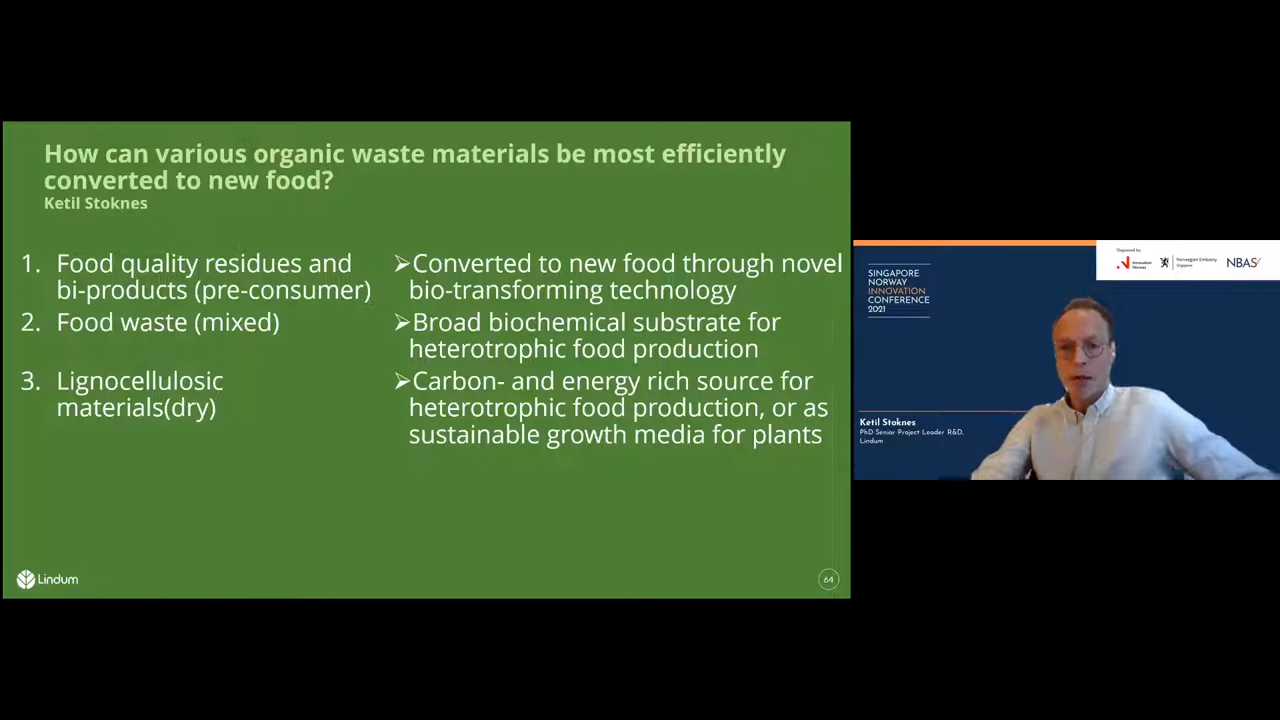 How can various organic waste materials be most efficiently
converted to new food?
Ketil Stoknes
1. Food quality residues and
bi-products (pre-consumer)
2. Food waste (mixed)
3. Lignocellulosic
materials(dry)
➢Converted to new food through novel
bio-transforming technology
➢Broad biochemical substrate for
heterotrophic food production
➢Carbon- and energy rich source for
heterotrophic food production, or as
sustainable growth media for plants
Lindum
64
Organised by:
Innovation
Norway
Norwegian Embassy
Singapore
NBAS
SINGAPORE
NORWAY
INNOVATION
CONFERENCE
2021
Ketil Stoknes
PhD Senior Project Leader R&D,
Lindum